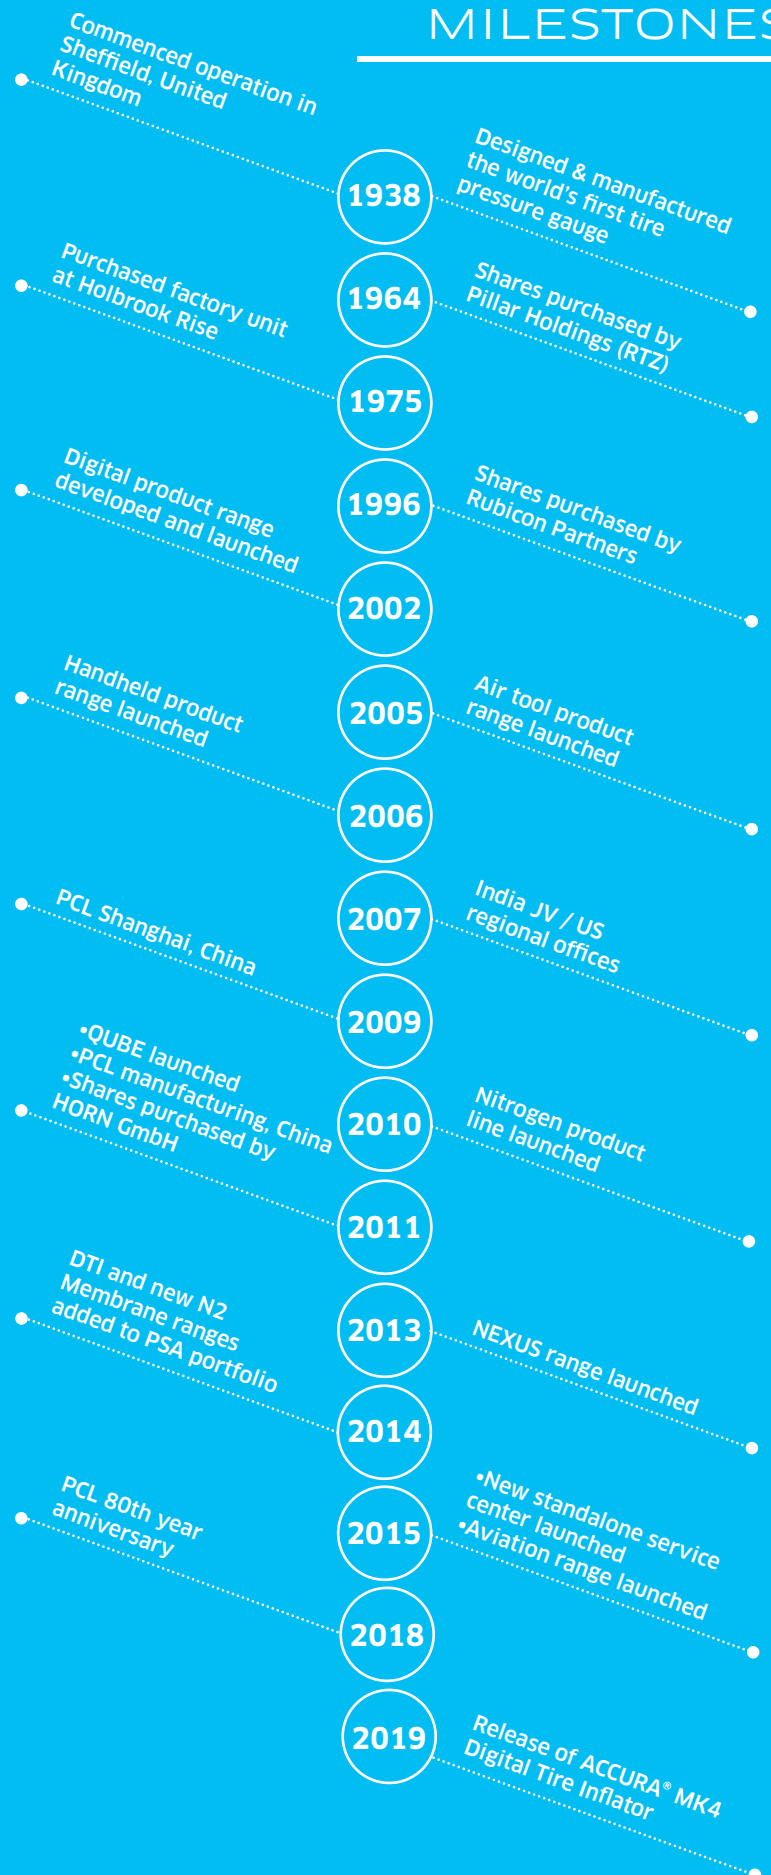 MILESTONES
Commenced operation in
Sheffield, United
Kingdom
1938
Designed & manufactured
the world's first tire
pressure gauge
1964
Shares purchased by
Pillar Holdings (RTZ)
Purchased factory unit
at Holbrook Rise
1975
1996
Shares purchased by
Rubicon Partners
Digital product range
developed and launched
2002
2005
Air tool product
range launched
Handheld product
range launched
2006
2007
India JV / US
regional offices
PCL Shanghai, China
2009
2010
Nitrogen product
line launched
•QUBE launched
•PCL manufacturing, China
•Shares purchased by
HORN GmbH
2011
2013
NEXUS range launched
DTI and new N2
Membrane ranges
added to PSA portfolio
2014
2015
•New standalone service
center launched
•Aviation range launched
PCL 80th year
anniversary
2018
2019
Release of ACCURA® MK4
Digital Tire Inflator